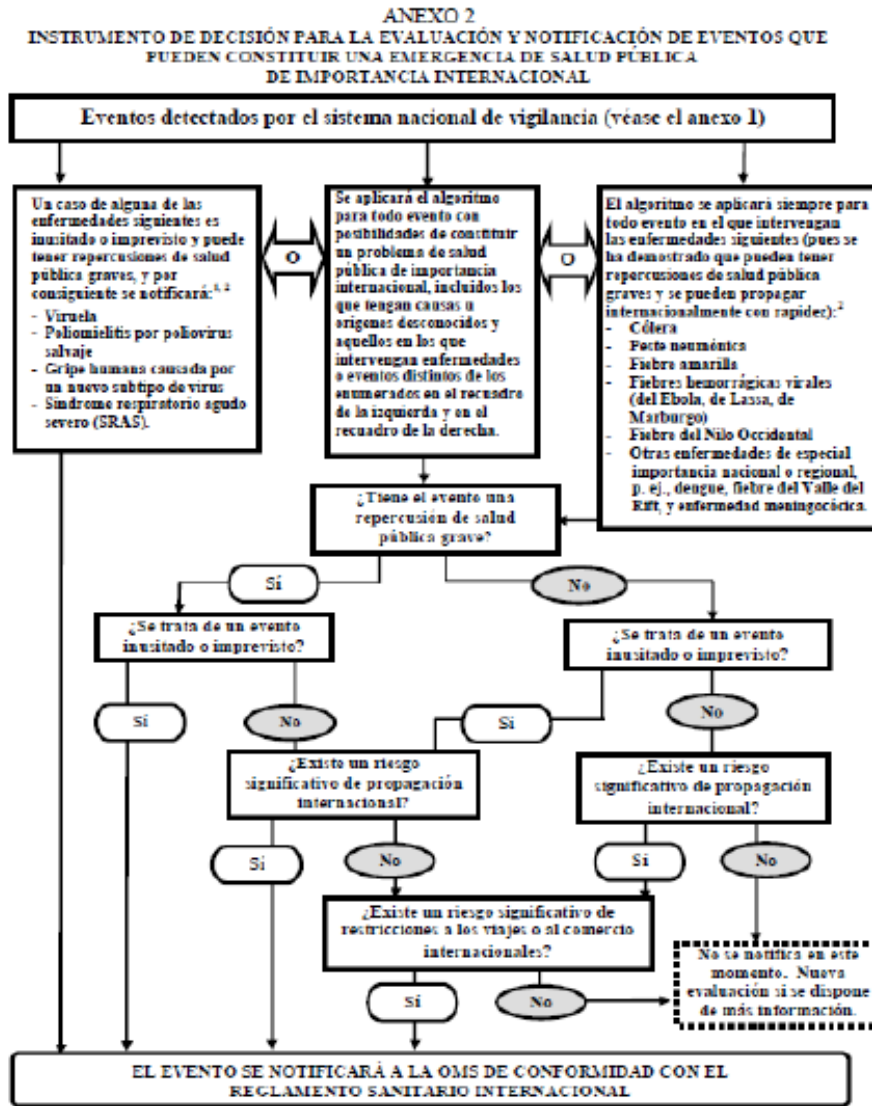 ANEXO 2
INSTRUMENTO DE DECISIÓN PARA LA EVALUACIÓN Y NOTIFICACIÓN DE EVENTOS QUE
PUEDEN CONSTITUIR UNA EMERGENCIA DE SALUD PÚBLICA
DE IMPORTANCIA INTERNACIONAL
Eventos detectados por el sistema nacional de vigilancia (véase el anexo 1)
Un caso de alguna de las
enfermedades siguientes es
inusitado o imprevisto y puede
tener repercusiones de salud
pública graves, y por
consiguiente se notificará:1, 2
- Viruela
- Poliomielitis por poliovirus
salvaje
- Gripe humana causada por
un nuevo subtipo de virus
- Síndrome respiratorio agudo
severo (SRAS).
O
Se aplicará el algoritmo
para todo evento con
posibilidades de constituir
un problema de salud
pública de importancia
internacional, incluidos los
que tengan causas u
orígenes desconocidos y
aquellos en los que
intervengan enfermedades
o eventos distintos de los
enumerados en el recuadro
de la izquierda y en el
recuadro de la derecha.
O
El algoritmo se aplicará siempre para
todo evento en el que intervengan
las enfermedades siguientes (pues se
ha demostrado que pueden tener
repercusiones de salud pública
graves y se pueden propagar
internacionalmente con rapidez):2
- Cólera
- Peste neumónica
- Fiebre amarilla
- Fiebres hemorrágicas virales
(del Ebola, de Lassa, de
Marburgo)
- Fiebre del Nilo Occidental
- Otras enfermedades de especial
importancia nacional o regional,
p. ej., dengue, fiebre del Valle del
Rift, y enfermedad meningocócica.
¿Tiene el evento una
repercusión de salud
pública grave?
Sí
No
¿Se trata de un evento
inusitado o imprevisto?
¿Se trata de un evento
inusitado o imprevisto?
Sí
No
Sí
No
¿Existe un riesgo
significativo de propagación
internacional?
¿Existe un riesgo
significativo de propagación
internacional?
Sí
No
Sí
No
¿Existe un riesgo significativo de
restricciones a los viajes o al comercio
internacionales?
No se notifica en este
momento. Nueva
evaluación si se dispone
de más información.
Sí
No
EL EVENTO SE NOTIFICARÁ A LA OMS DE CONFORMIDAD CON EL
REGLAMENTO SANITARIO INTERNACIONAL